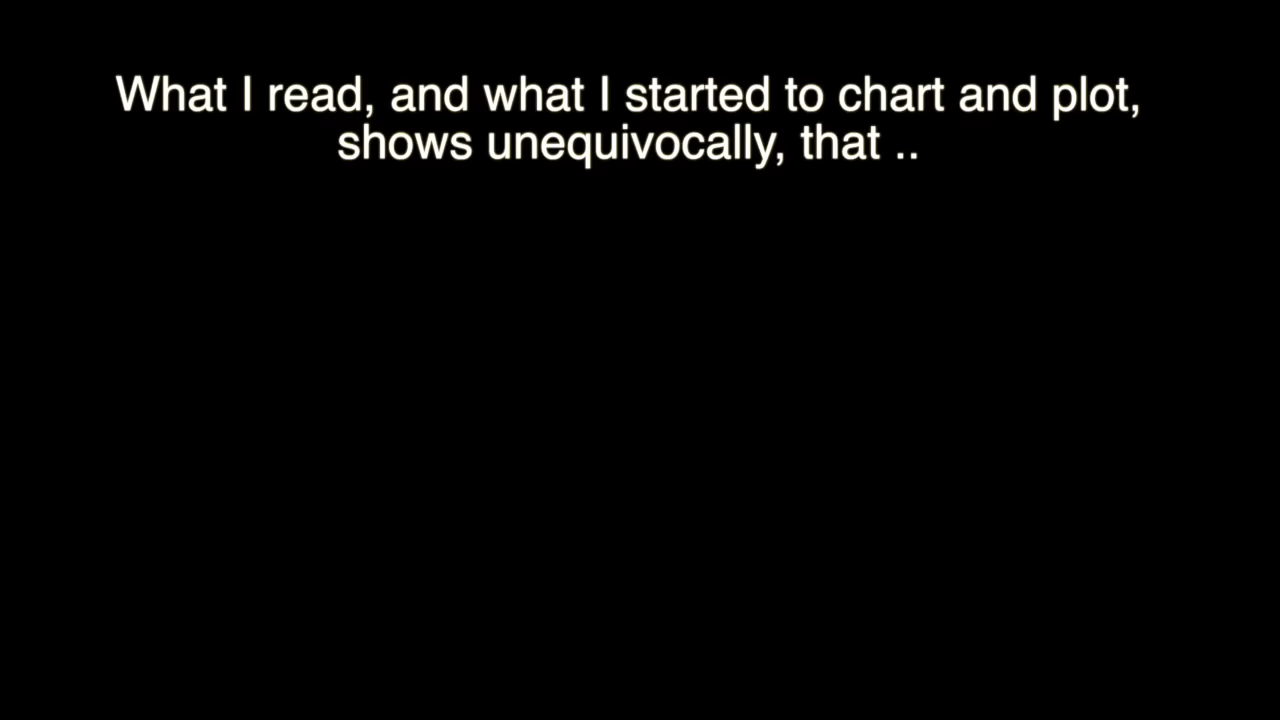 What I read, and what I started to chart and plot,
shows unequivocally, that ..